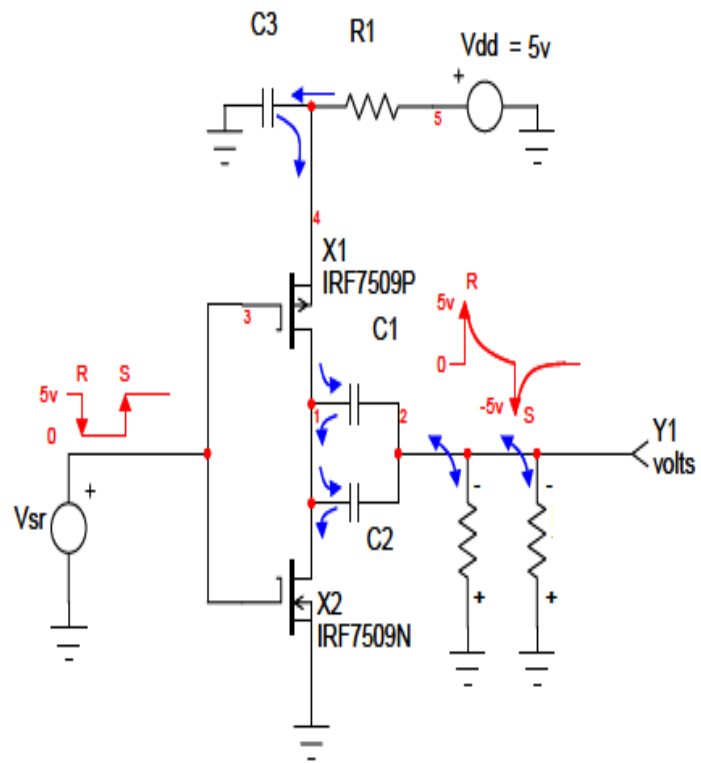 C3
R1
Vdd = 5v
+
5
4
X1
IRF7509P
3
C1
5v
R
0
-5v
S
R
S
5v
0
1
2
Y1
volts
+
Vsr
C2
-
-
+
+
X2
IRF7509N